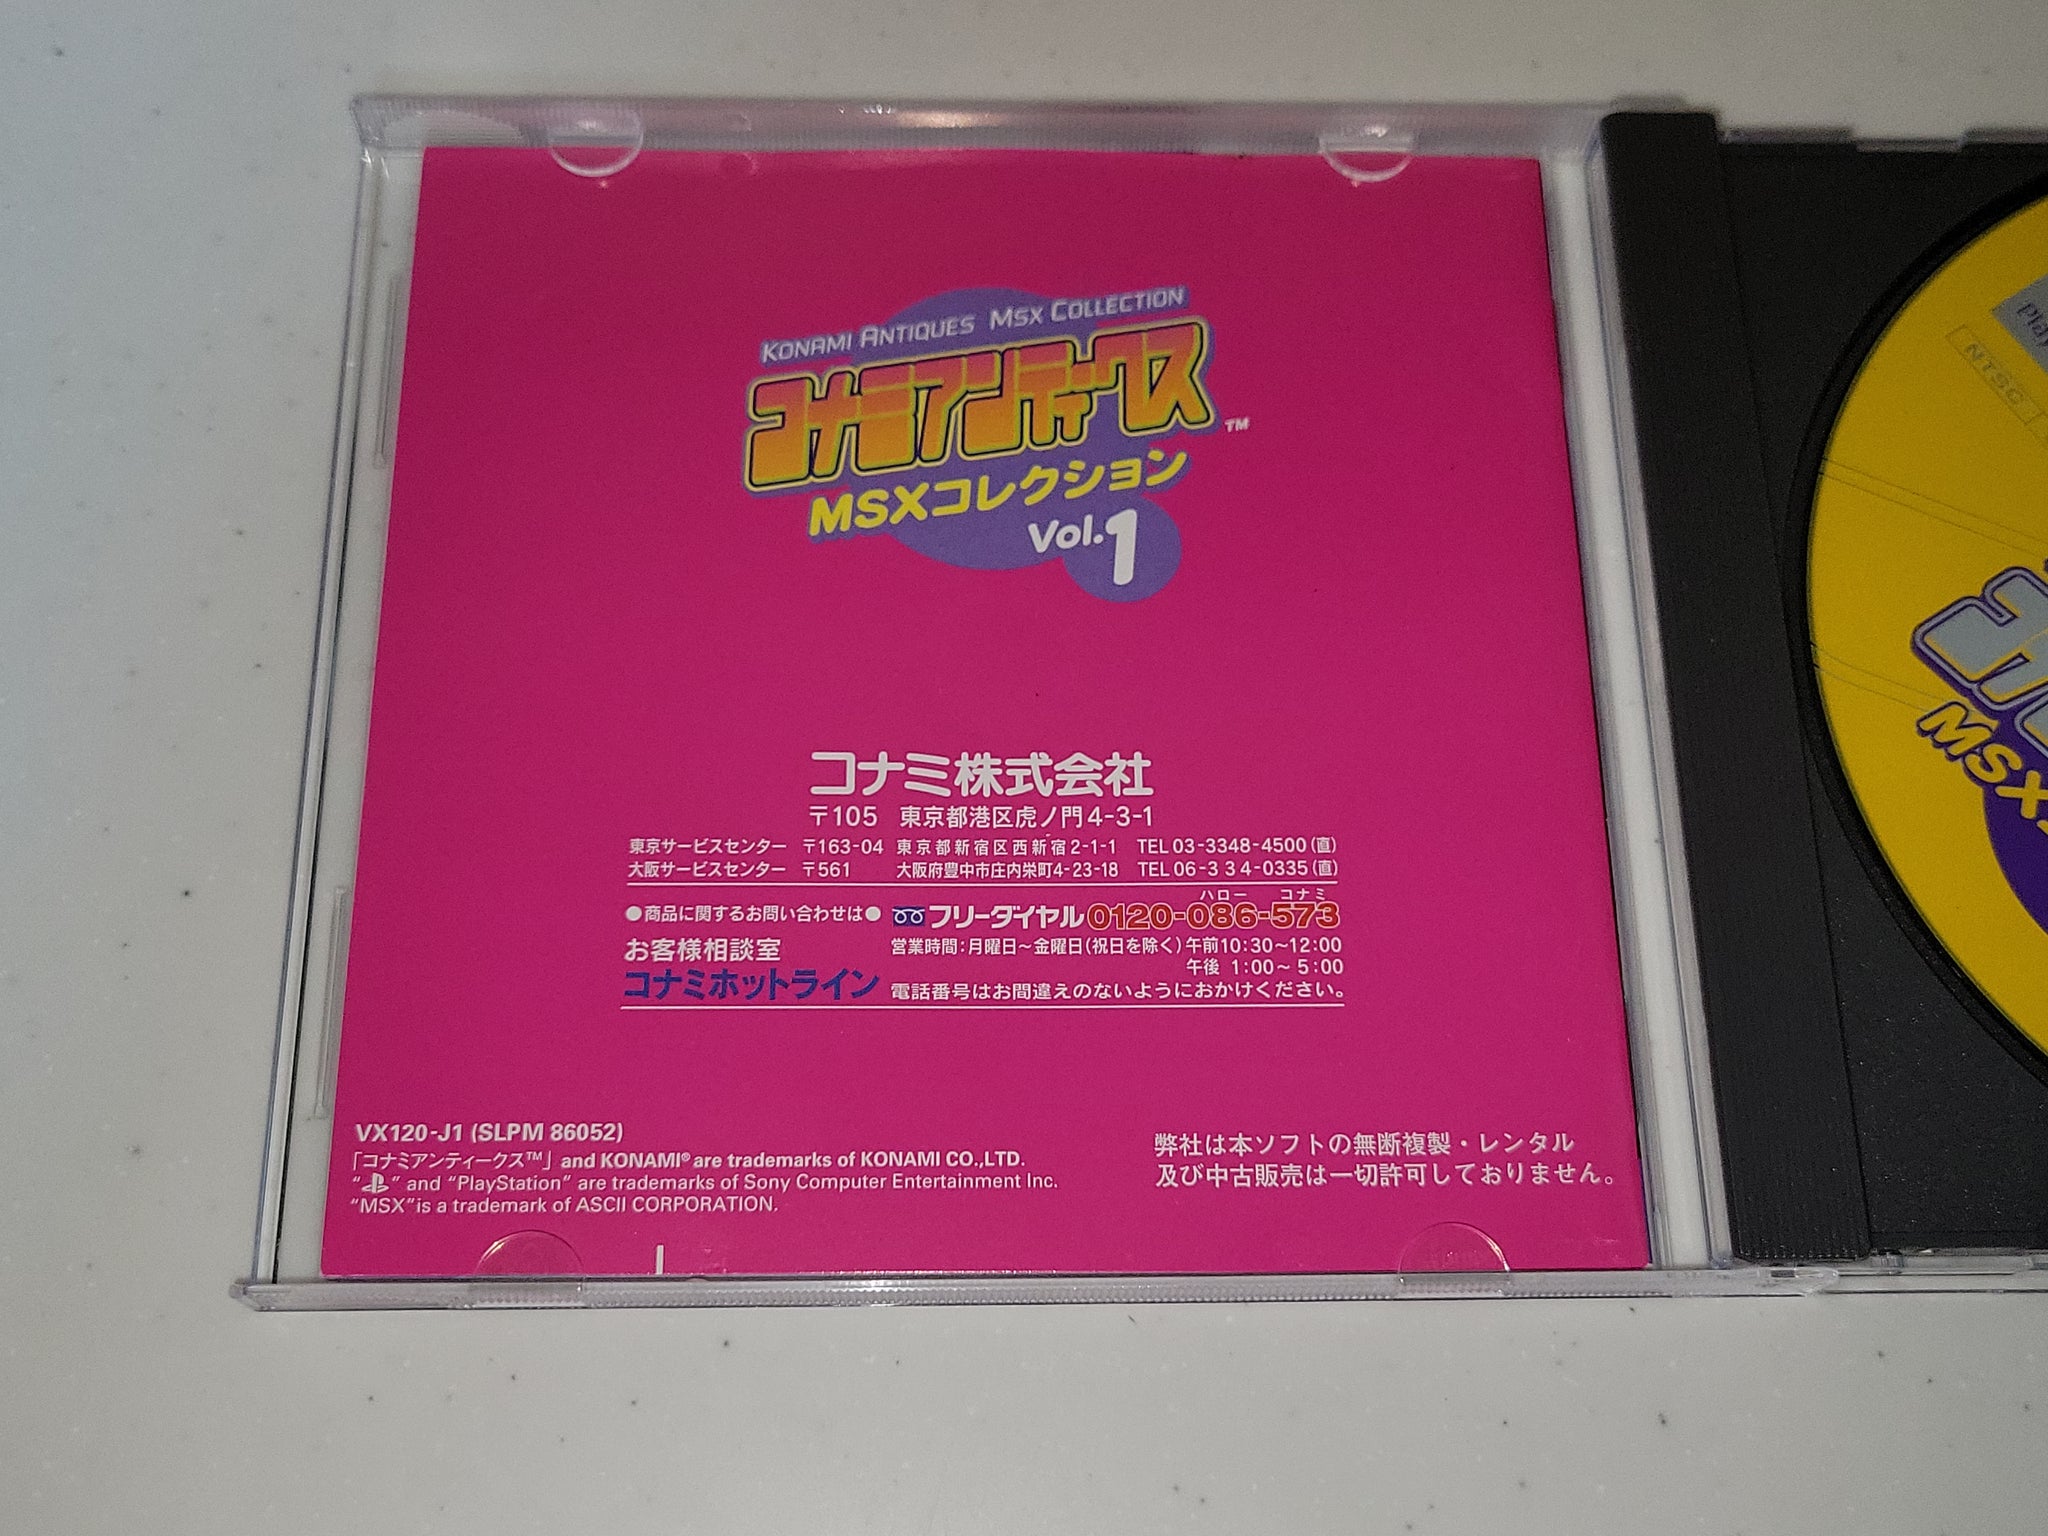 KONAMI ANTIQUES MSX COLLECTION
コナミアンティークス™
MSXコレクション
Vol.1
コナミ株式会社
〒105 東京都港区虎ノ門4-3-1
東京サービスセンター 〒163-04 東京都新宿区西新宿2-1-1 TEL 03-3348-4500(直)
大阪サービスセンター 〒561 大阪府豊中市庄内栄町4-23-18 TEL 06-334-0335(直)
ハロー コナミ
●商品に関するお問い合わせは● フリーダイヤル0120-086-573
お客様相談室 営業時間:月曜日~金曜日(祝日を除く)午前10:30~12:00
午後 1:00~5:00
コナミホットライン 電話番号はお間違えのないようにおかけください。
VX120-J1 (SLPM 86052)
「コナミアンティークス™」 and KONAMI® are trademarks of KONAMI CO.,LTD.
“ ” and “PlayStation” are trademarks of Sony Computer Entertainment Inc.
“MSX” is a trademark of ASCII CORPORATION.
弊社は本ソフトの無断複製・レンタル
及び中古販売は一切許可しておりません。
NTSC
MSX